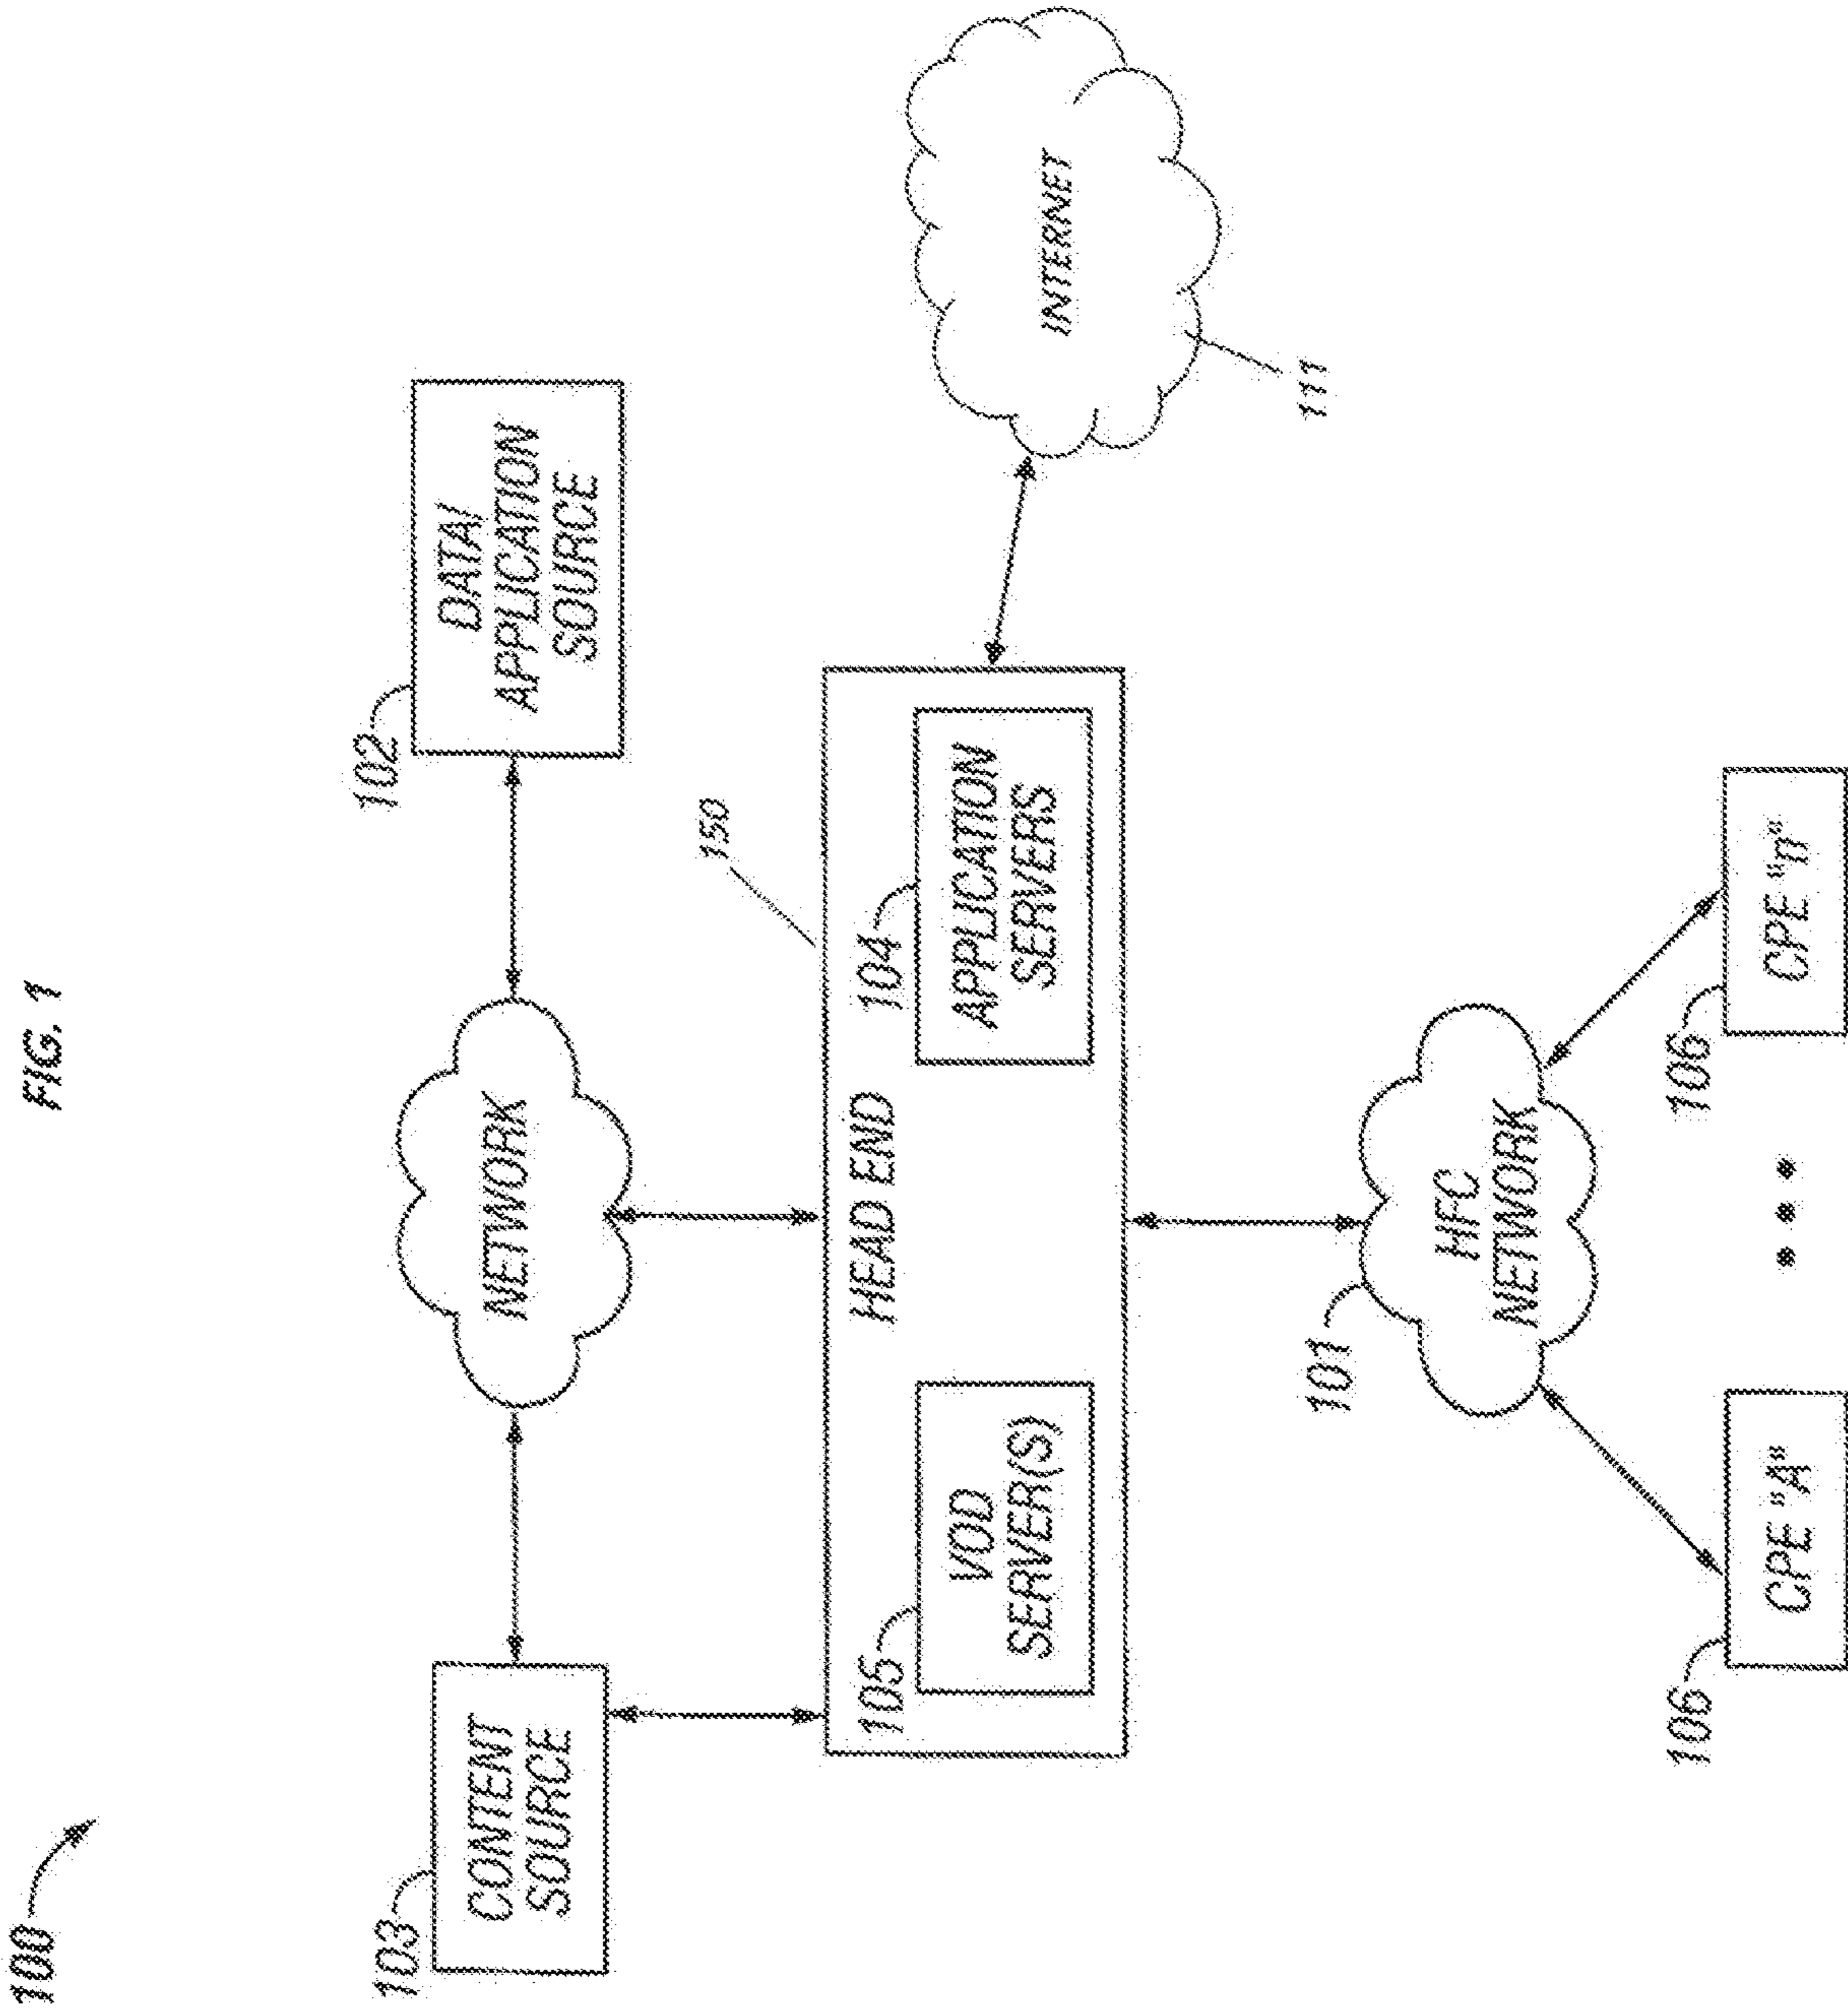 FIG. 1
100
103
CONTENT
SOURCE
NETWORK
102
DATA/
APPLICATION
SOURCE
150
HEAD END
105
VOD
SERVER(S)
104
APPLICATION
SERVERS
INTERNET
111
101
HFC
NETWORK
106
CPE "A"
106
CPE "n"